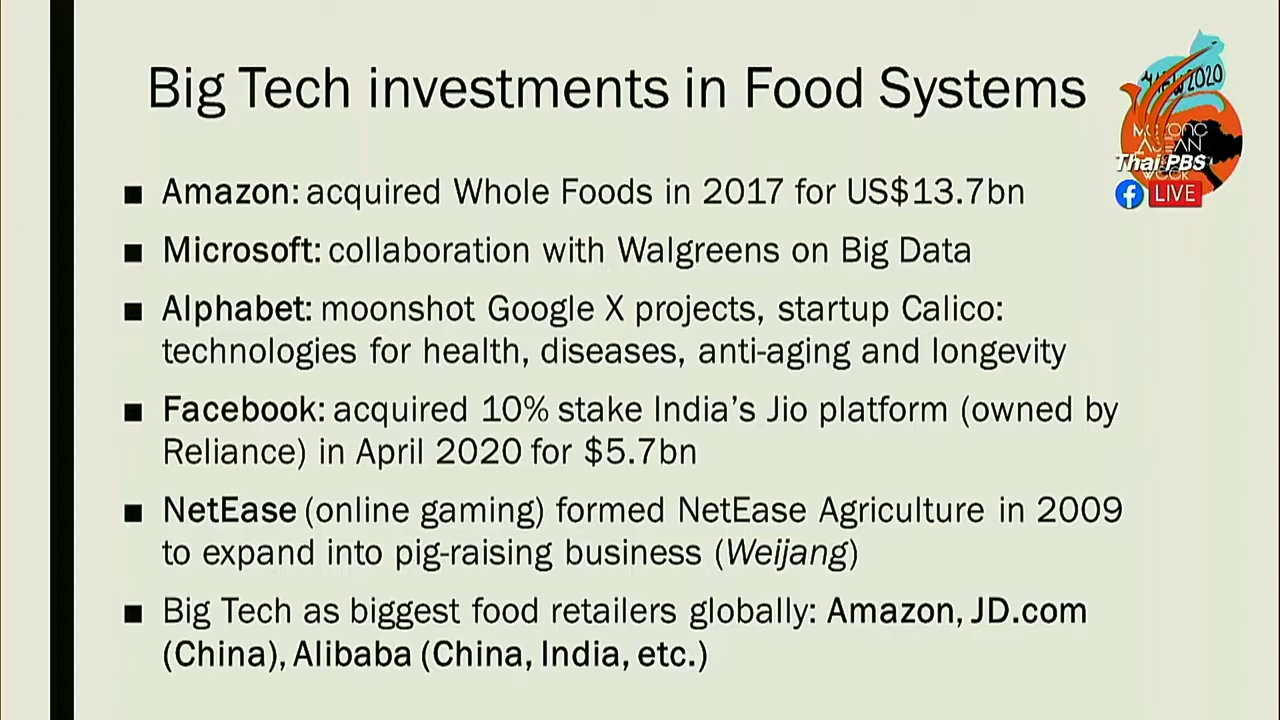 Big Tech investments in Food Systems
2020
Thai PBS
LIVE
■ Amazon: acquired Whole Foods in 2017 for US$13.7bn
■ Microsoft: collaboration with Walgreens on Big Data
■ Alphabet: moonshot Google X projects, startup Calico:
technologies for health, diseases, anti-aging and longevity
■ Facebook: acquired 10% stake India’s Jio platform (owned by
Reliance) in April 2020 for $5.7bn
■ NetEase (online gaming) formed NetEase Agriculture in 2009
to expand into pig-raising business (Weijang)
■ Big Tech as biggest food retailers globally: Amazon, JD.com
(China), Alibaba (China, India, etc.)